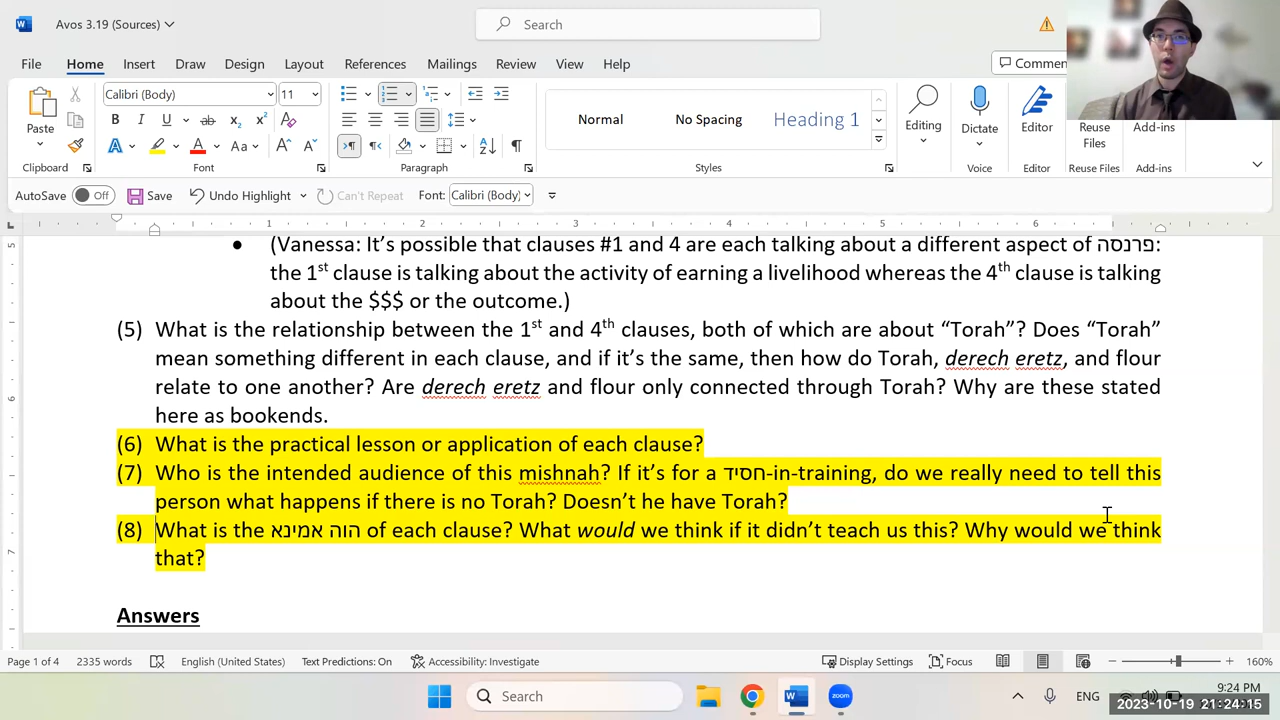 Avos 3.19 (Sources)
Search
File Home Insert Draw Design Layout References Mailings Review View Help
Commen
Paste
Calibri (Body) 11
Normal No Spacing Heading 1
Editing
Dictate
Editor
Reuse Files
Add-ins
Clipboard Font Paragraph Styles Voice Editor Reuse Files Add-ins
AutoSave Off Save Undo Highlight Can't Repeat Font: Calibri (Body)
1 2 3 4 5 6
(Vanessa: It's possible that clauses #1 and 4 are each talking about a different aspect of פרנסה:
the 1st clause is talking about the activity of earning a livelihood whereas the 4th clause is talking
about the $$$ or the outcome.)
(5) What is the relationship between the 1st and 4th clauses, both of which are about “Torah”? Does “Torah”
mean something different in each clause, and if it's the same, then how do Torah, derech eretz, and flour
relate to one another? Are derech eretz and flour only connected through Torah? Why are these stated
here as bookends.
(6) What is the practical lesson or application of each clause?
(7) Who is the intended audience of this mishnah? If it's for a חסיד-in-training, do we really need to tell this
person what happens if there is no Torah? Doesn't he have Torah?
(8) What is the הוה אמינא of each clause? What would we think if it didn't teach us this? Why would we think
that?
Answers
Page 1 of 4 2335 words English (United States) Text Predictions: On Accessibility: Investigate Display Settings Focus 160%
Search
ENG
9:24 PM
2023-10-19 21:24:15